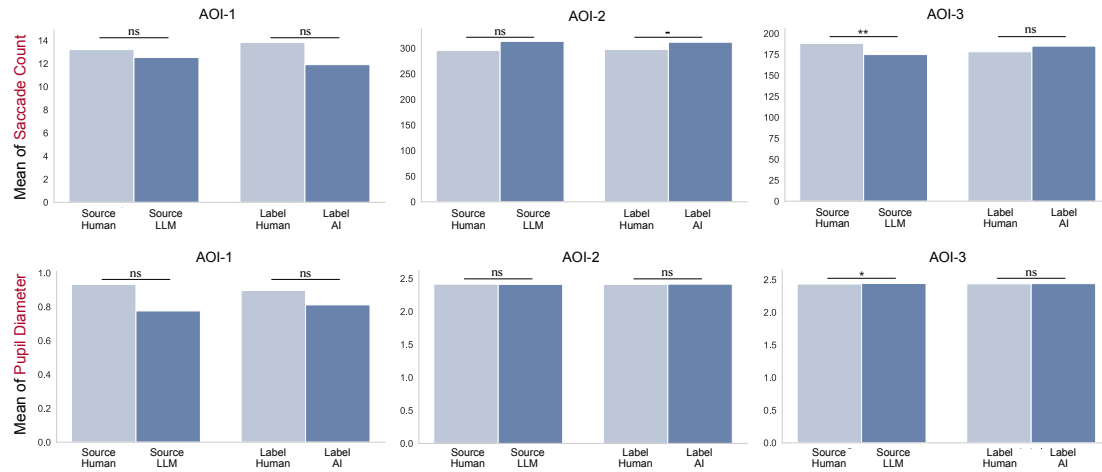 AOI-1
AOI-2
AOI-3
Mean of Saccade Count
14
12
10
8
6
4
2
0
ns
ns
Source Human
Source LLM
Label Human
Label AI
300
250
200
300
150
100
50
0
ns
-
Source Human
Source LLM
Label Human
Label AI
200
175
150
125
100
75
50
25
0
**
ns
Source Human
Source LLM
Label Human
Label AI
AOI-1
AOI-2
AOI-3
Mean of Pupil Diameter
1.0
0.8
0.6
0.4
0.2
0.0
ns
ns
Source Human
Source LLM
Label Human
Label AI
2.5
2.0
1.5
1.0
0.5
0.0
ns
ns
Source Human
Source LLM
Label Human
Label AI
2.5
2.0
1.5
1.0
0.5
0.0
*
ns
Source Human
Source LLM
Label Human
Label AI